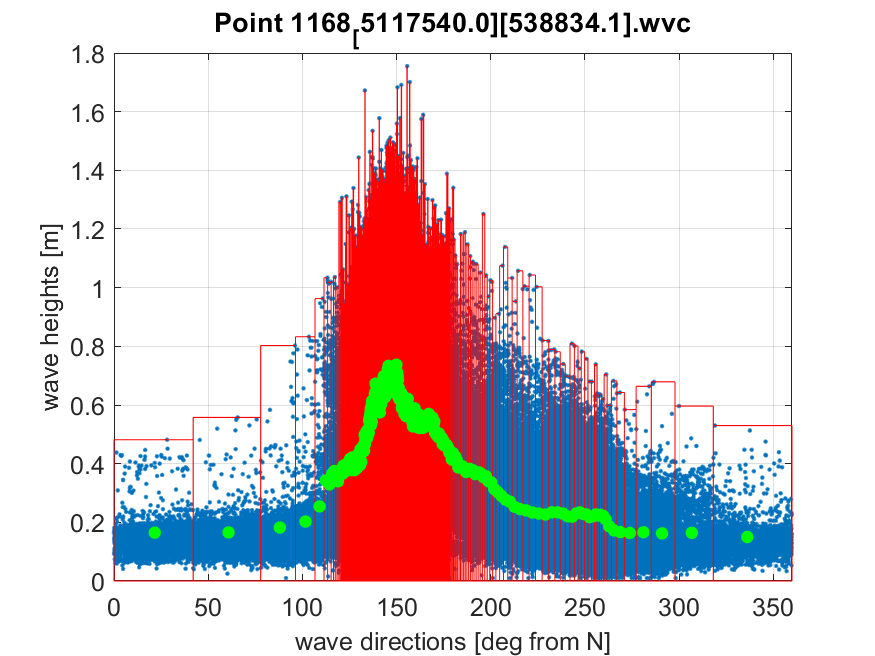 Point 1168[5117540.0][538834.1].wvc
1.8
1.6
1.4
1.2
1
0.8
0.6
0.4
0.2
0
wave heights [m]
0 50 100 150 200 250 300 350
wave directions [deg from N]